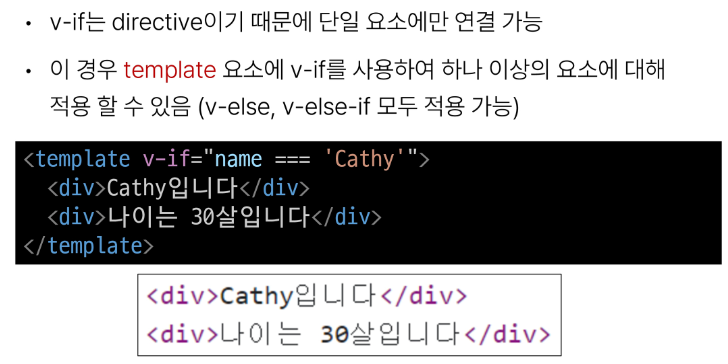 • v-if는 directive이기 때문에 단일 요소에만 연결 가능
• 이 경우 template 요소에 v-if를 사용하여 하나 이상의 요소에 대해
적용 할 수 있음 (v-else, v-else-if 모두 적용 가능)
<template v-if="name === 'Cathy'">
  <div>Cathy입니다</div>
  <div>나이는 30살입니다</div>
</template>
<div>Cathy입니다</div>
<div>나이는 30살입니다</div>